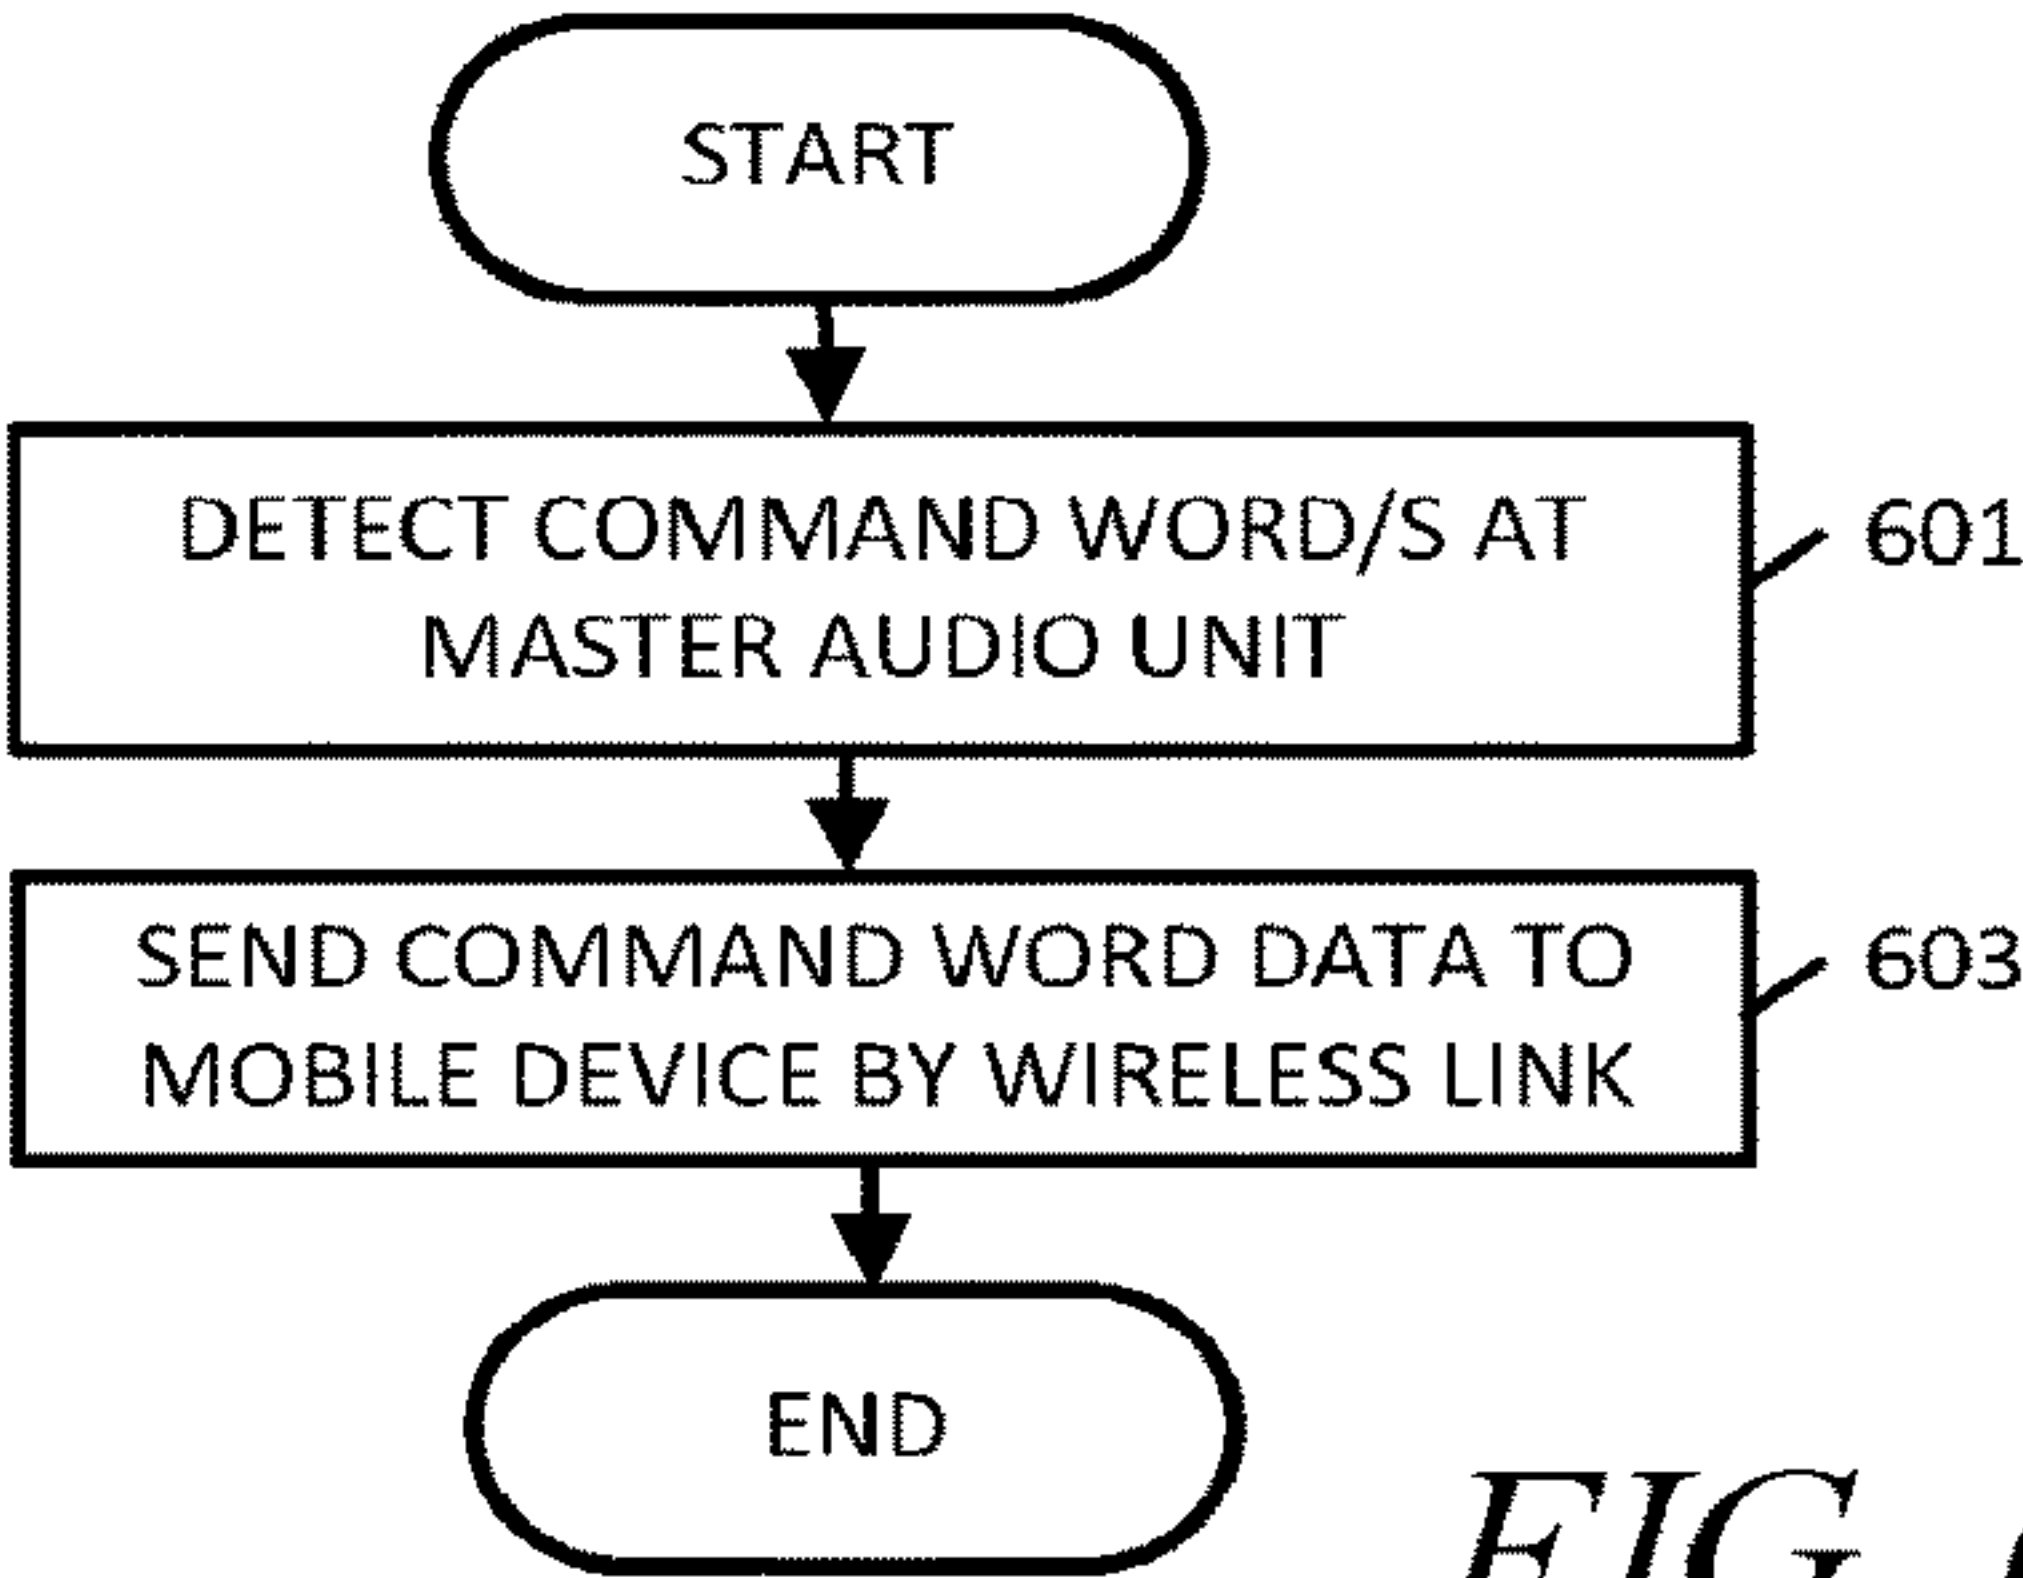 START
DETECT COMMAND WORD/S AT
MASTER AUDIO UNIT
601
SEND COMMAND WORD DATA TO
MOBILE DEVICE BY WIRELESS LINK
603
END
FIG.